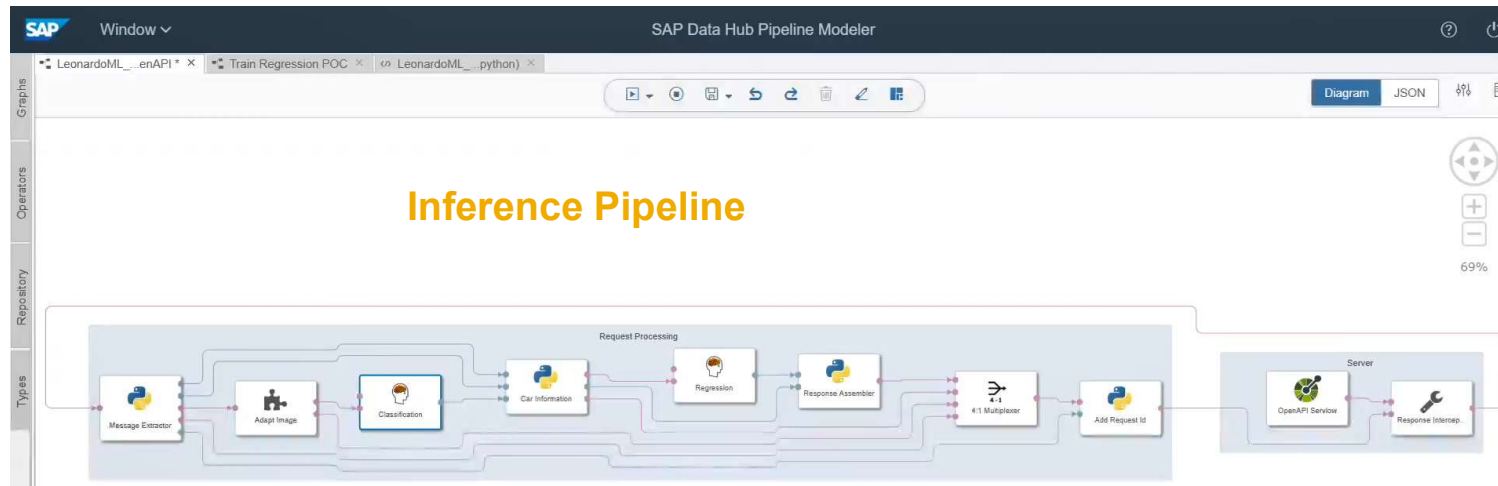 SAP
Window
SAP Data Hub Pipeline Modeler
LeonardoML_...enAPI * ×
Train Regression POC ×
LeonardoML_...python) ×
Diagram
JSON
Graphs
Operators
Repository
Types
Inference Pipeline
69%
Request Processing
Message Extractor
Adapt Image
Classification
Car Information
Regression
Response Assembler
4-1
4:1 Multiplexer
Add Request Id
Server
OpenAPI Servlow
Response Intercep..